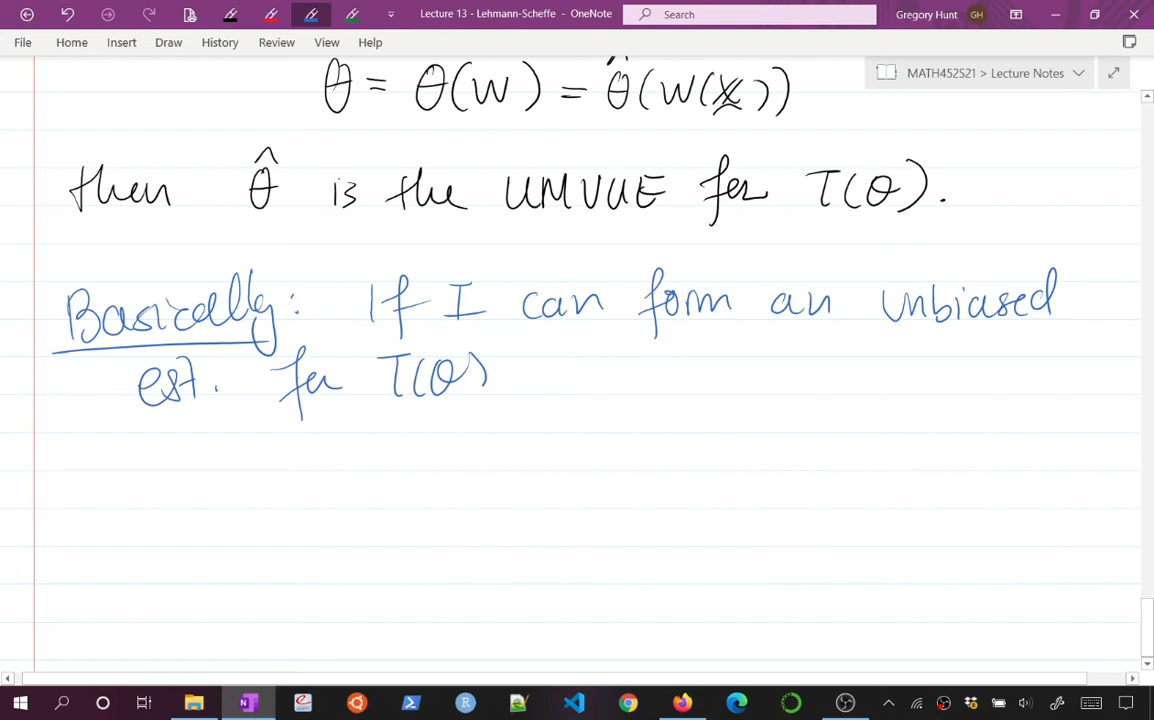 Lecture 13 - Lehmann-Scheffe - OneNote
Search
Gregory Hunt GH
File Home Insert Draw History Review View Help
MATH452S21 > Lecture Notes
θ̂ = θ̂(W) = θ̂(W(X))
then θ̂ is the UMVUE for τ(θ).
Basically: If I can form an unbiased
est. for τ(θ)